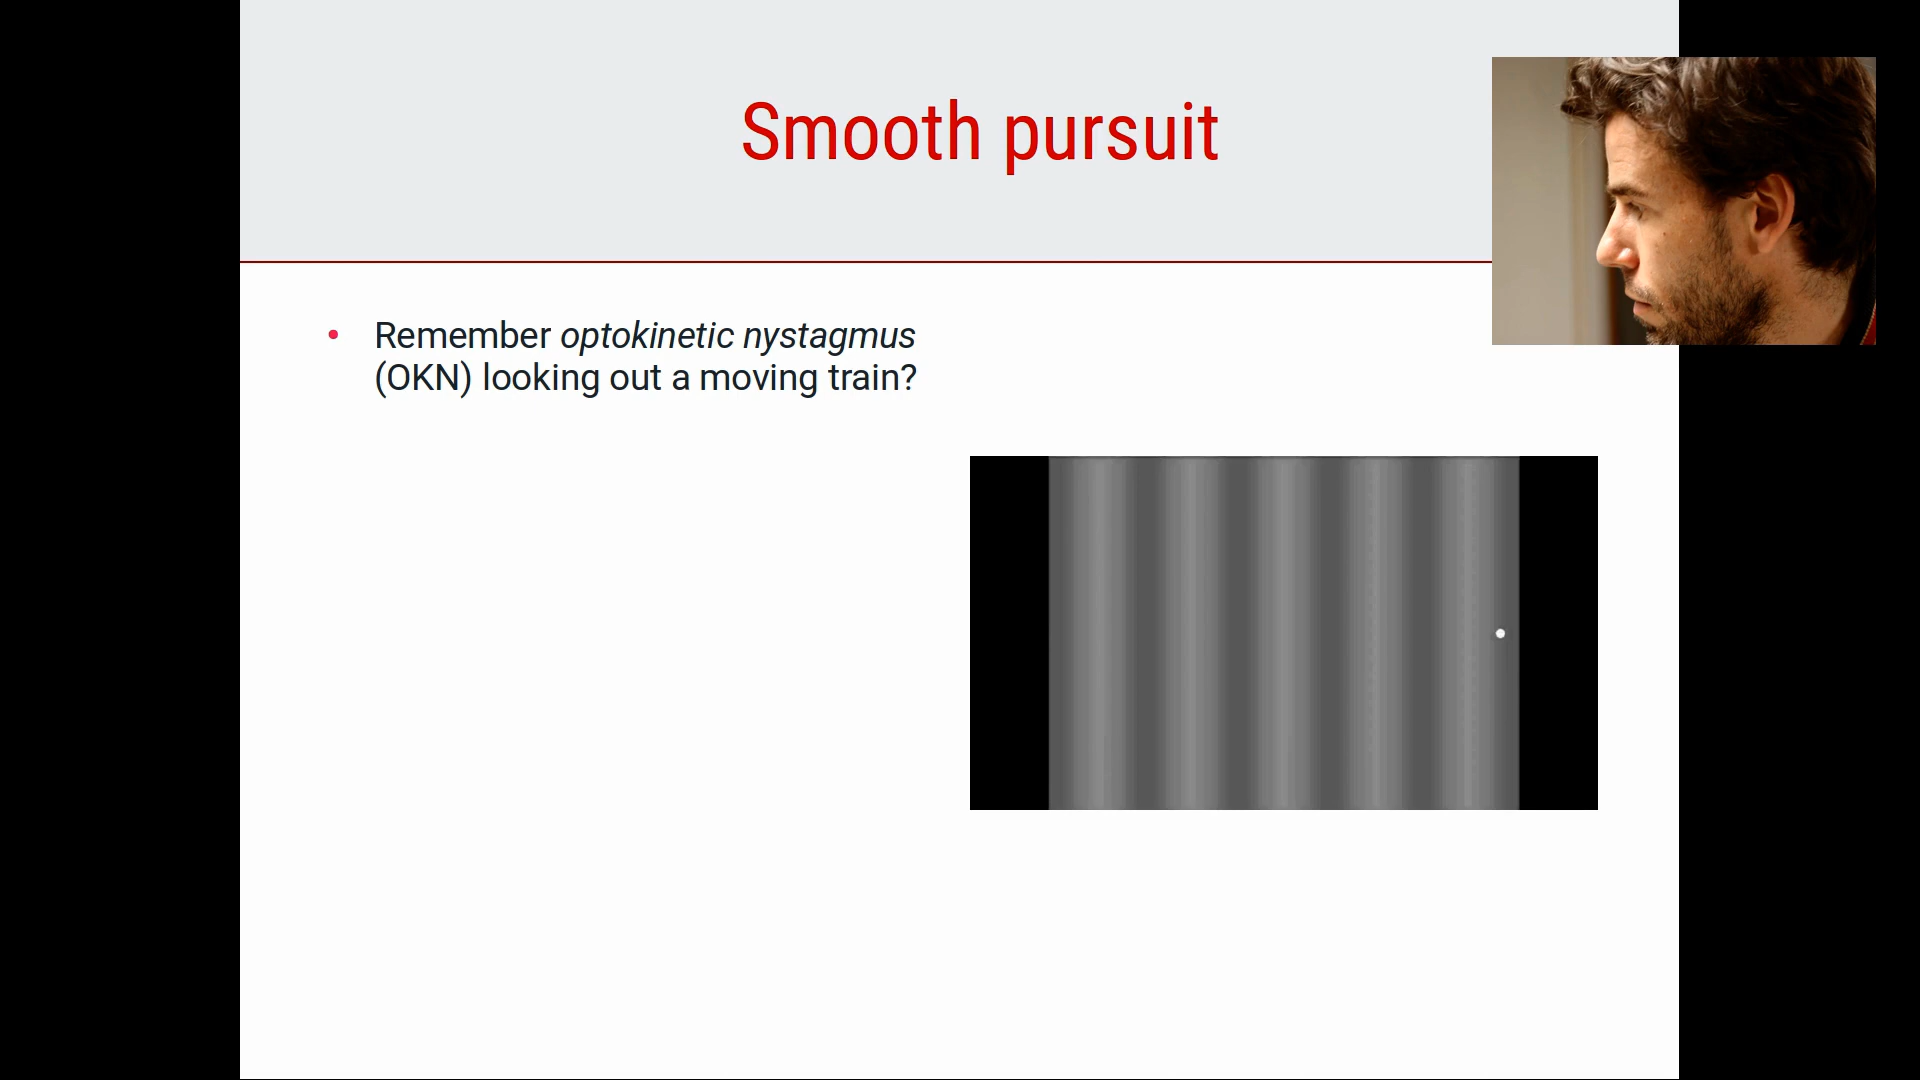 Smooth pursuit
• Remember optokinetic nystagmus
(OKN) looking out a moving train?